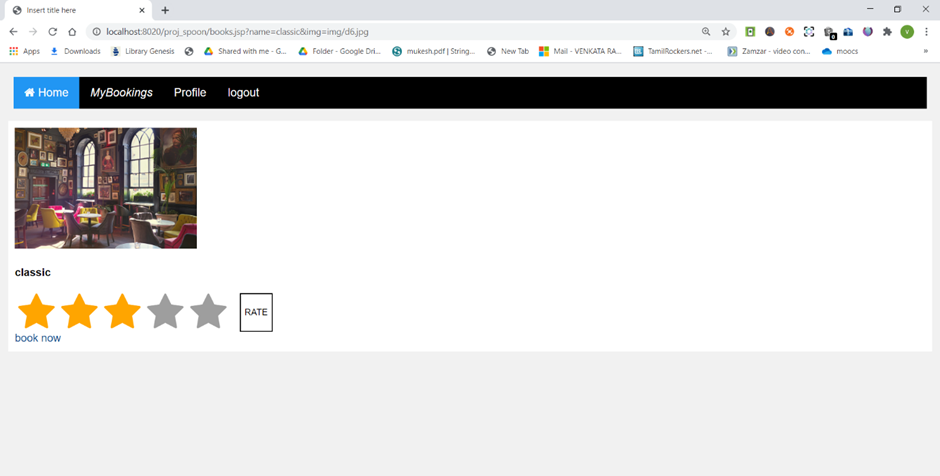 Insert title here
localhost:8020/proj_spoon/books.jsp?name=classic&img=img/d6.jpg
Apps Downloads Library Genesis Shared with me - G... Folder - Google Dri... mukesh.pdf | String... New Tab Mail - VENKATA RA... TamilRockers.net -... Zamzar - video con... moocs »
Home MyBookings Profile logout
classic
RATE
book now